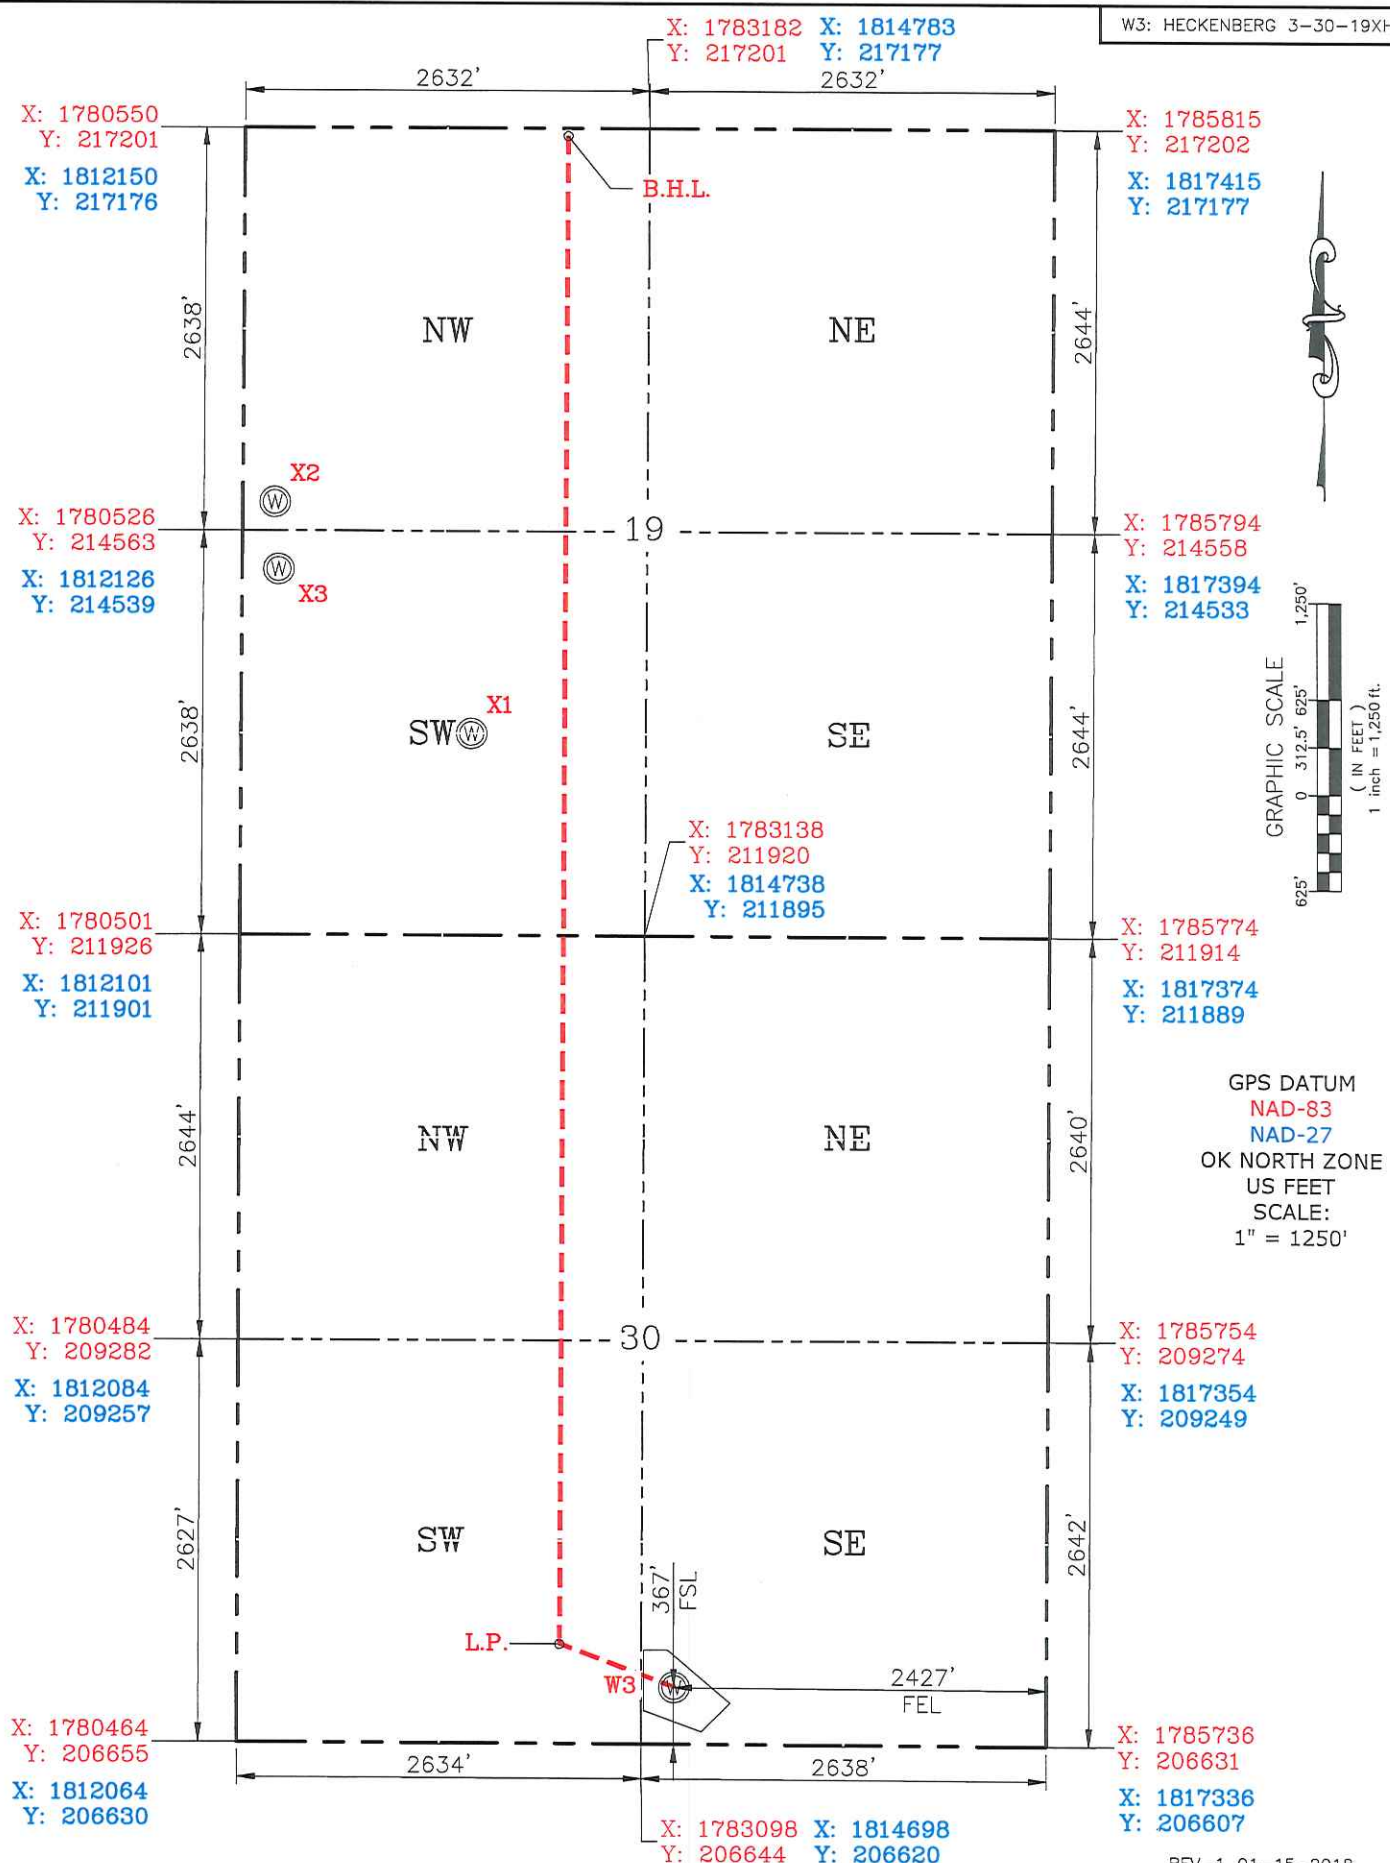 W3: HECKENBERG 3-30-19XH
X: 1783182 X: 1814783
Y: 217201 Y: 217177
2632' 2632'
X: 1780550
Y: 217201
X: 1812150
Y: 217176
X: 1785815
Y: 217202
X: 1817415
Y: 217177
B.H.L.
2638'
NW
NE
2644'
X2
X: 1780526
Y: 214563
X: 1812126
Y: 214539
W
19
W
X3
X: 1785794
Y: 214558
X: 1817394
Y: 214533
2638'
SW
W
X1
SE
2644'
GRAPHIC SCALE
625' 0 312.5' 625' 1,250'
( IN FEET )
1 inch = 1,250 ft.
X: 1783138
Y: 211920
X: 1814738
Y: 211895
X: 1780501
Y: 211926
X: 1812101
Y: 211901
X: 1785774
Y: 211914
X: 1817374
Y: 211889
2644'
NW
NE
2640'
GPS DATUM
NAD-83
NAD-27
OK NORTH ZONE
US FEET
SCALE:
1" = 1250'
X: 1780484
Y: 209282
X: 1812084
Y: 209257
30
X: 1785754
Y: 209274
X: 1817354
Y: 209249
2627'
SW
SE
2642'
367'
FSL
L.P.
W3
W
2427'
FEL
X: 1780464
Y: 206655
X: 1812064
Y: 206630
2634' 2638'
X: 1785736
Y: 206631
X: 1817336
Y: 206607
X: 1783098 X: 1814698
Y: 206644 Y: 206620